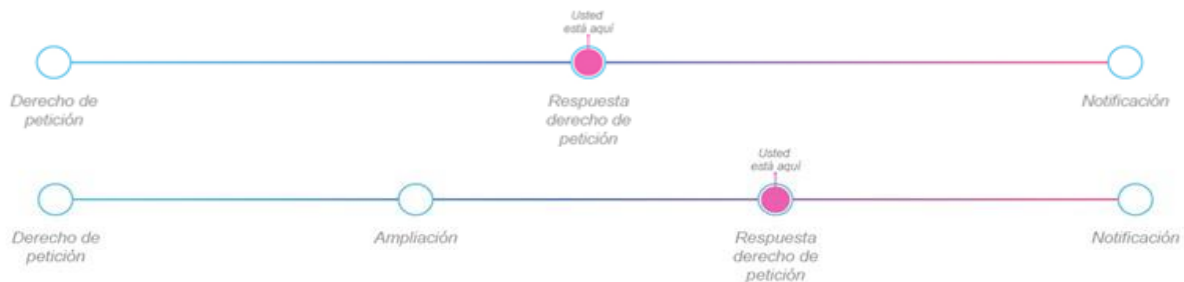 Usted
está aquí
Derecho de
petición
Respuesta
derecho de
petición
Notificación
Usted
está aquí
Derecho de
petición
Ampliación
Respuesta
derecho de
petición
Notificación